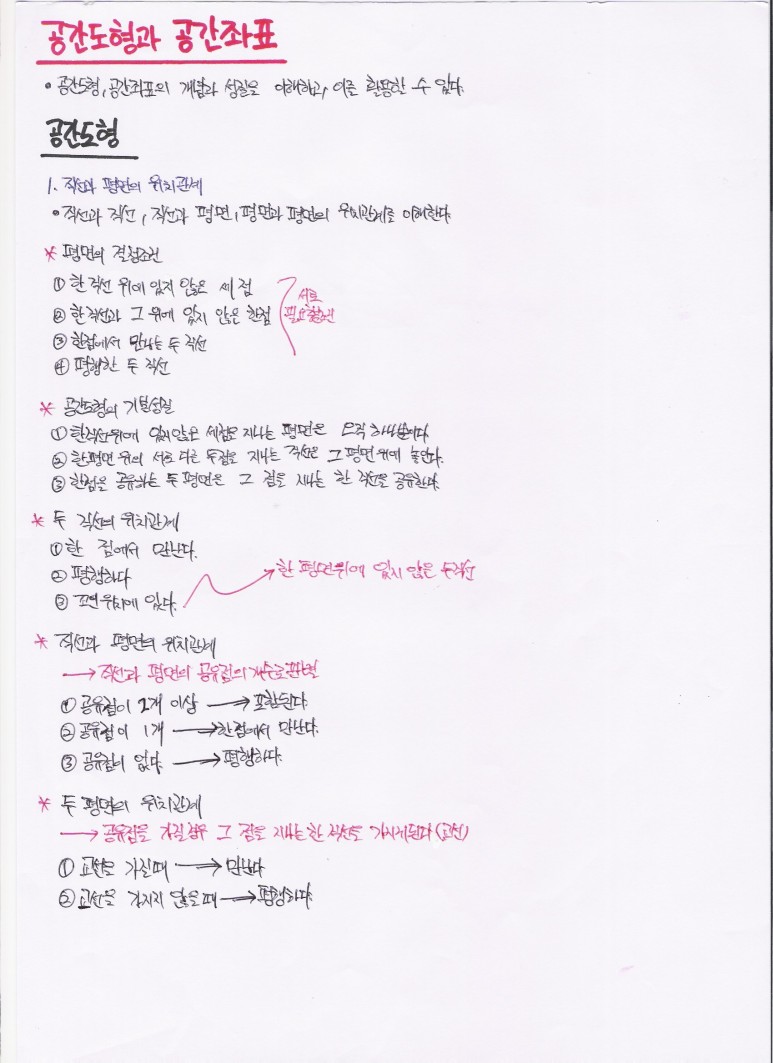 공간도형과 공간좌표
• 공간도형, 공간좌표의 개념과 성질을 이해하고, 이를 활용할 수 있다.
공간도형
1. 직선과 평면의 위치관계
• 직선과 직선, 직선과 평면, 평면과 평면의 위치관계를 이해한다.
* 평면의 결정조건
① 한 직선 위에 있지 않은 세 점
② 한 직선과 그 위에 있지 않은 한점
서로
필요충분조건
③ 한점에서 만나는 두 직선
④ 평행한 두 직선
* 공간도형의 기본성질
① 한직선위에 있지않은 세점을 지나는 평면은 오직 하나뿐이다
② 한평면 위의 서로 다른 두점을 지나는 직선은 그 평면위에 놓인다.
③ 한점을 공유하는 두 평면은 그 점을 지나는 한 직선을 공유한다.
* 두 직선의 위치관계
① 한 점에서 만난다.
② 평행하다
→ 한 평면위에 있지 않은 두직선
③ 꼬인위치에 있다.
* 직선과 평면의 위치관계
→ 직선과 평면의 공유점의 개수로 판별
① 공유점이 2개 이상 → 포함된다.
② 공유점이 1개 → 한점에서 만난다.
③ 공유점이 없다. → 평행하다.
* 두 평면의 위치관계
→ 공유점을 가질경우 그 점을 지나는 한 직선을 가지게된다 (교선)
① 교선을 가질때 → 만난다
② 교선을 가지지 않을때 → 평행하다.